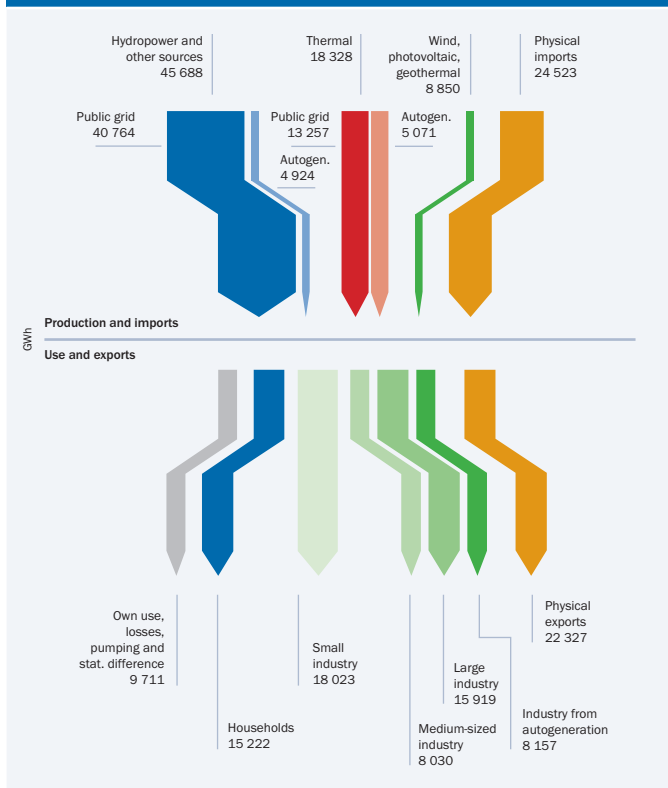 Hydropower and
other sources
45 688
Thermal
18 328
Wind,
photovoltaic,
geothermal
8 850
Physical
imports
24 523
Public grid
40 764
Public grid
13 257
Autogen.
5 071
Autogen.
4 924
Production and imports
GWh
Use and exports
Own use,
losses,
pumping and
stat. difference
9 711
Households
15 222
Small
industry
18 023
Medium-sized
industry
8 030
Large
industry
15 919
Industry from
autogeneration
8 157
Physical
exports
22 327